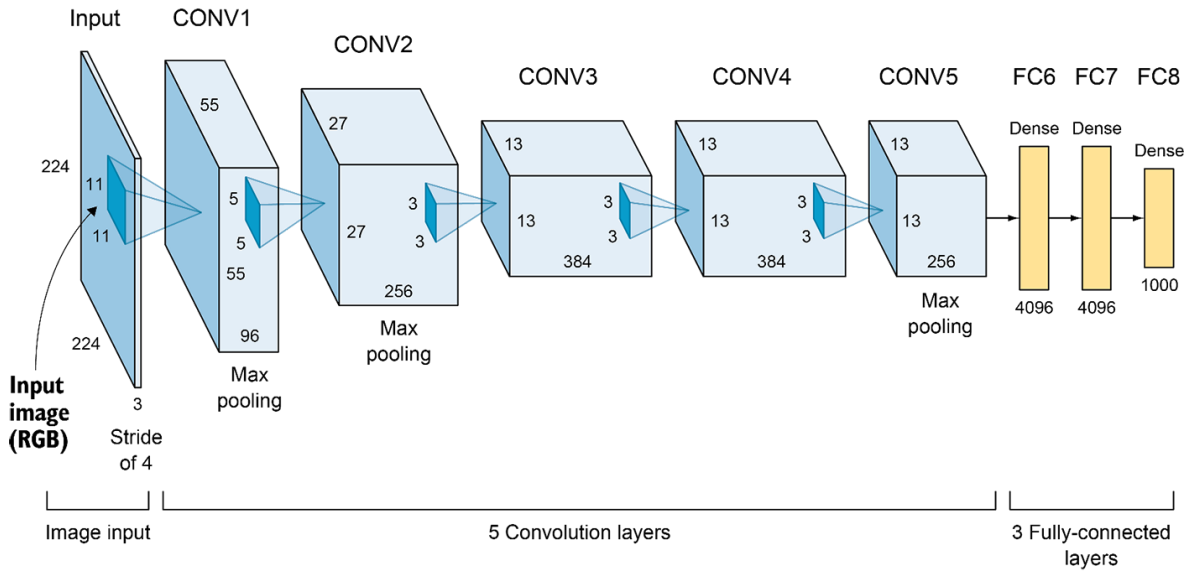 Input
CONV1
CONV2
CONV3
CONV4
CONV5
FC6
FC7
FC8
224
224
3
11
11
Input
image
(RGB)
Stride
of 4
55
55
96
5
5
Max
pooling
27
27
256
3
3
Max
pooling
13
13
384
3
3
13
13
384
3
3
13
13
256
Max
pooling
Dense
4096
Dense
4096
Dense
1000
Image input
5 Convolution layers
3 Fully-connected
layers